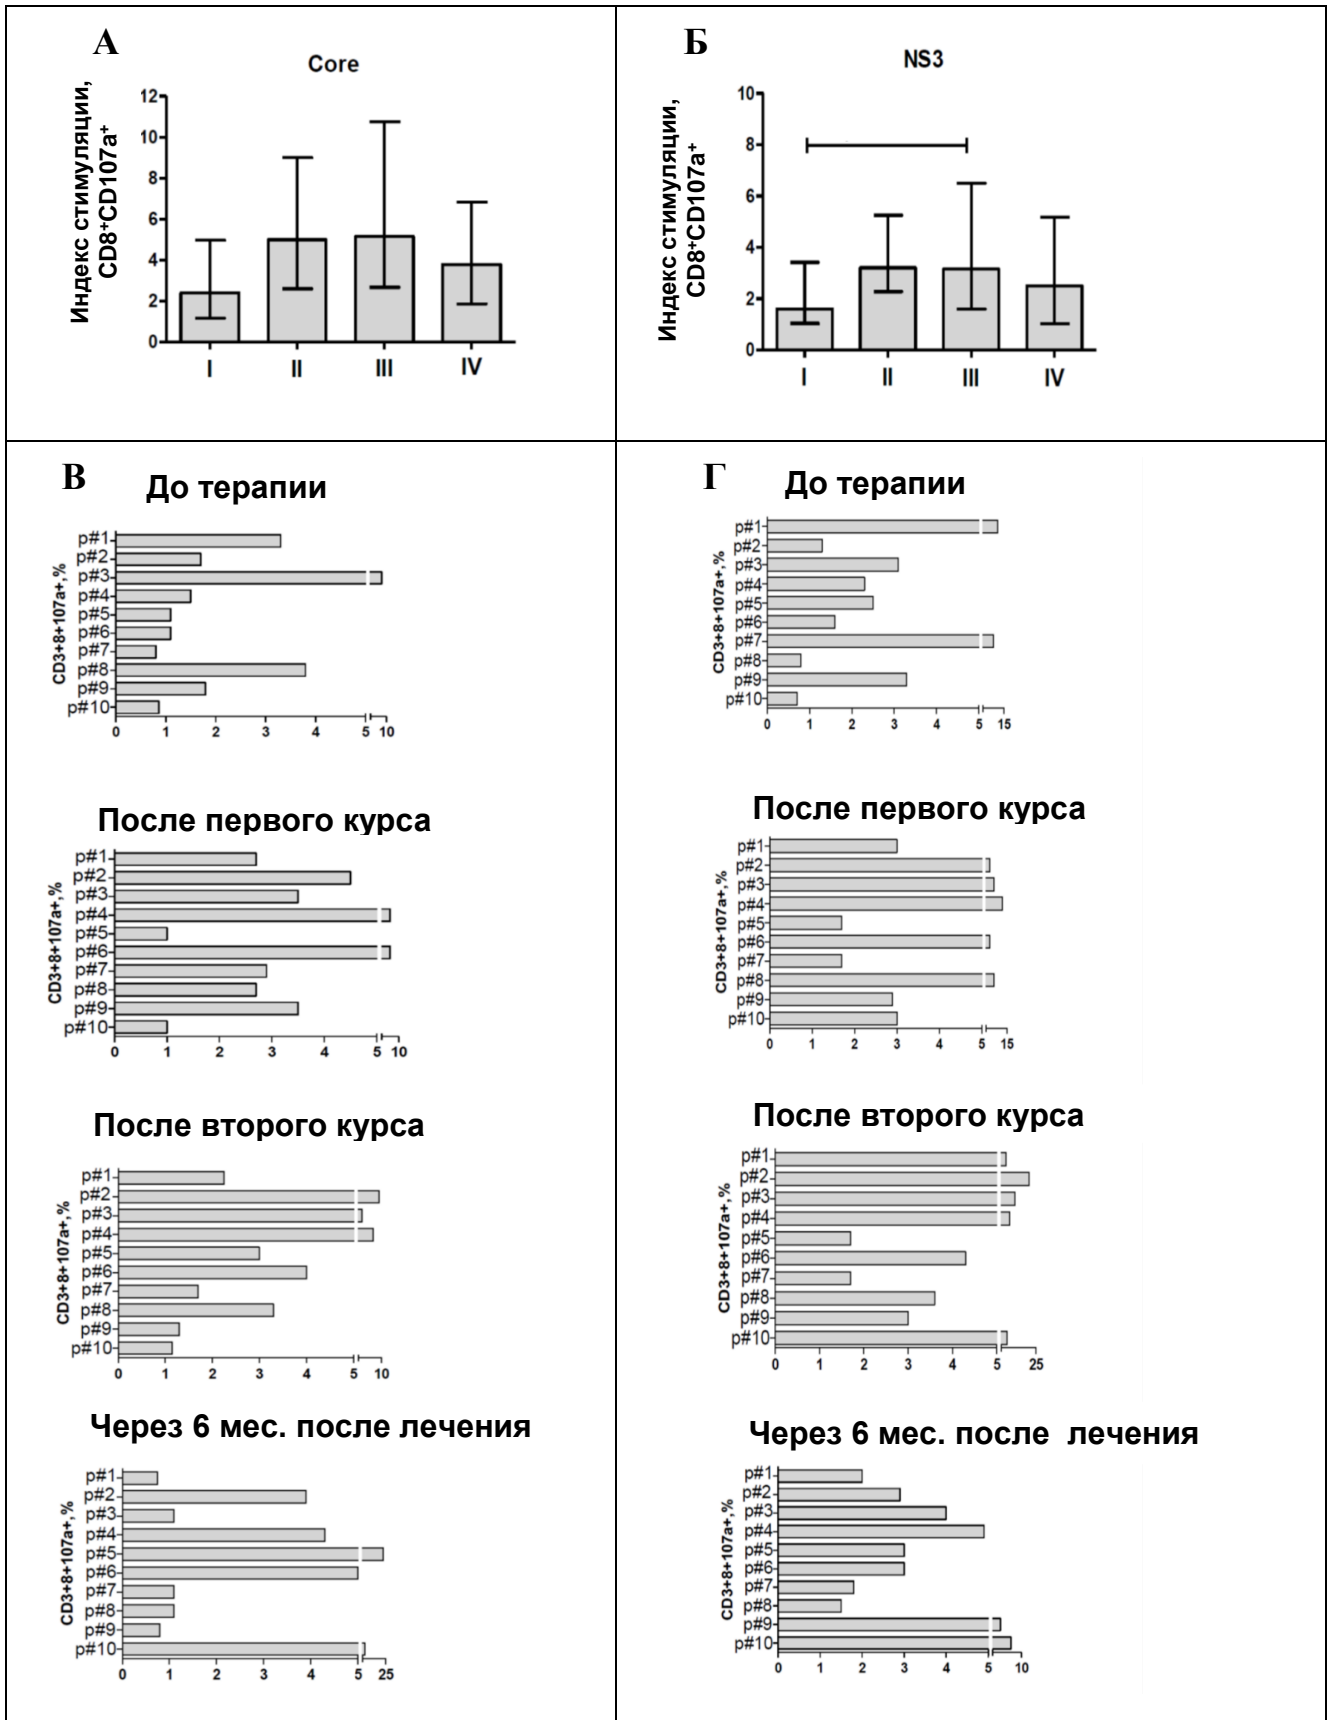 А
Core
Индекс стимуляции,
CD8⁺CD107a⁺
12
10
8
6
4
2
0
I II III IV
Б
NS3
Индекс стимуляции,
CD8⁺CD107a⁺
10
8
6
4
2
0
I II III IV
В
До терапии
CD3+8+107a+,%
p#1
p#2
p#3
p#4
p#5
p#6
p#7
p#8
p#9
p#10
0 1 2 3 4 5 10
После первого курса
CD3+8+107a+,%
p#1
p#2
p#3
p#4
p#5
p#6
p#7
p#8
p#9
p#10
0 1 2 3 4 5 10
После второго курса
CD3+8+107a+,%
p#1
p#2
p#3
p#4
p#5
p#6
p#7
p#8
p#9
p#10
0 1 2 3 4 5 10
Через 6 мес. после лечения
CD3+8+107a+,%
p#1
p#2
p#3
p#4
p#5
p#6
p#7
p#8
p#9
p#10
0 1 2 3 4 5 25
Г
До терапии
CD3+8+107a+,%
p#1
p#2
p#3
p#4
p#5
p#6
p#7
p#8
p#9
p#10
0 1 2 3 4 5 15
После первого курса
CD3+8+107a+,%
p#1
p#2
p#3
p#4
p#5
p#6
p#7
p#8
p#9
p#10
0 1 2 3 4 5 15
После второго курса
CD3+8+107a+,%
p#1
p#2
p#3
p#4
p#5
p#6
p#7
p#8
p#9
p#10
0 1 2 3 4 5 25
Через 6 мес. после лечения
CD3+8+107a+,%
p#1
p#2
p#3
p#4
p#5
p#6
p#7
p#8
p#9
p#10
0 1 2 3 4 5 10